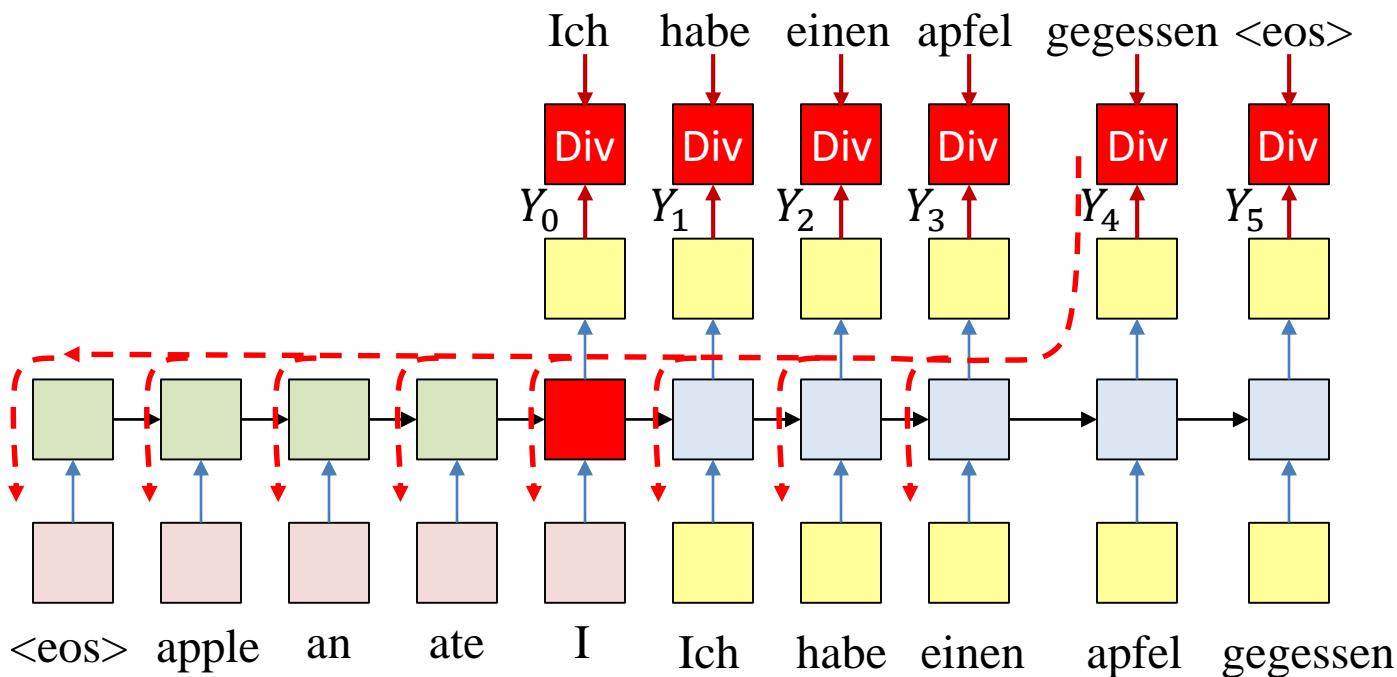 Ich habe einen apfel gegessen <eos>
Div Div Div Div Div Div
Y₀ Y₁ Y₂ Y₃ Y₄ Y₅
<eos> apple an ate I Ich habe einen apfel gegessen